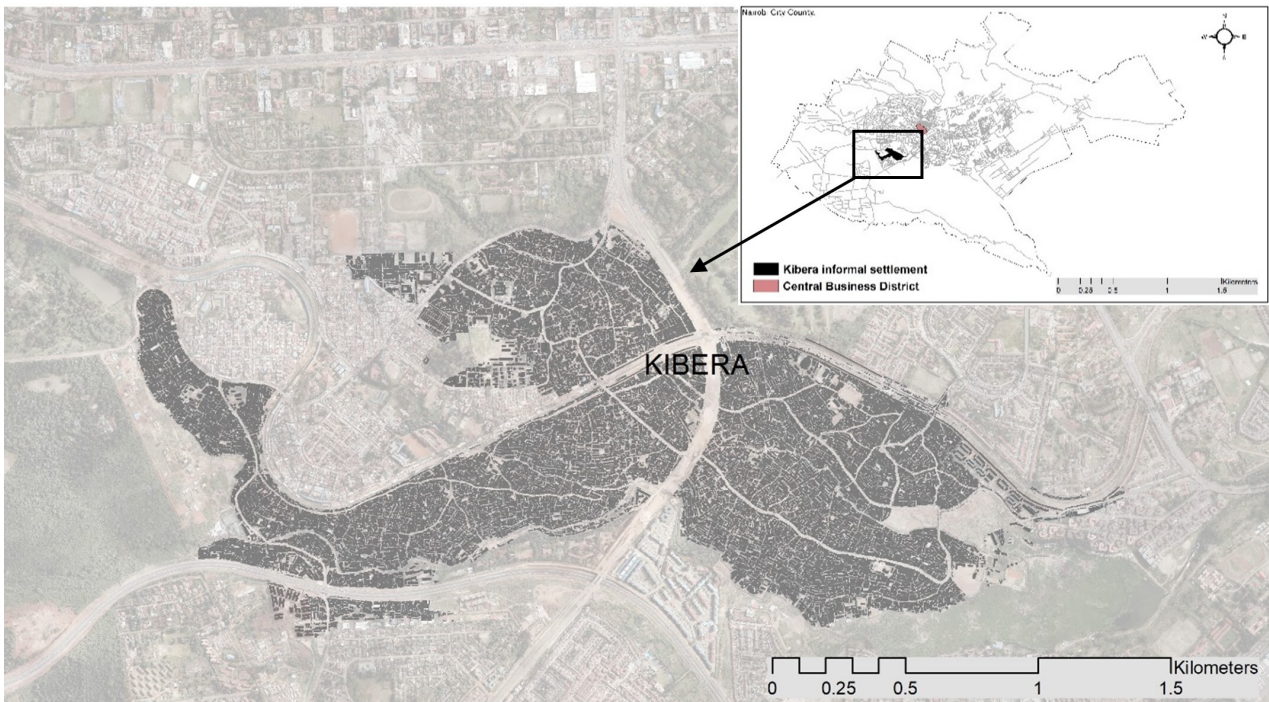 Nairobi City County.
N
W
E
S
Kibera informal settlement
Central Business District
Kilometers
0 0.25 0.5 1 1.5
KIBERA
Kilometers
0 0.25 0.5 1 1.5